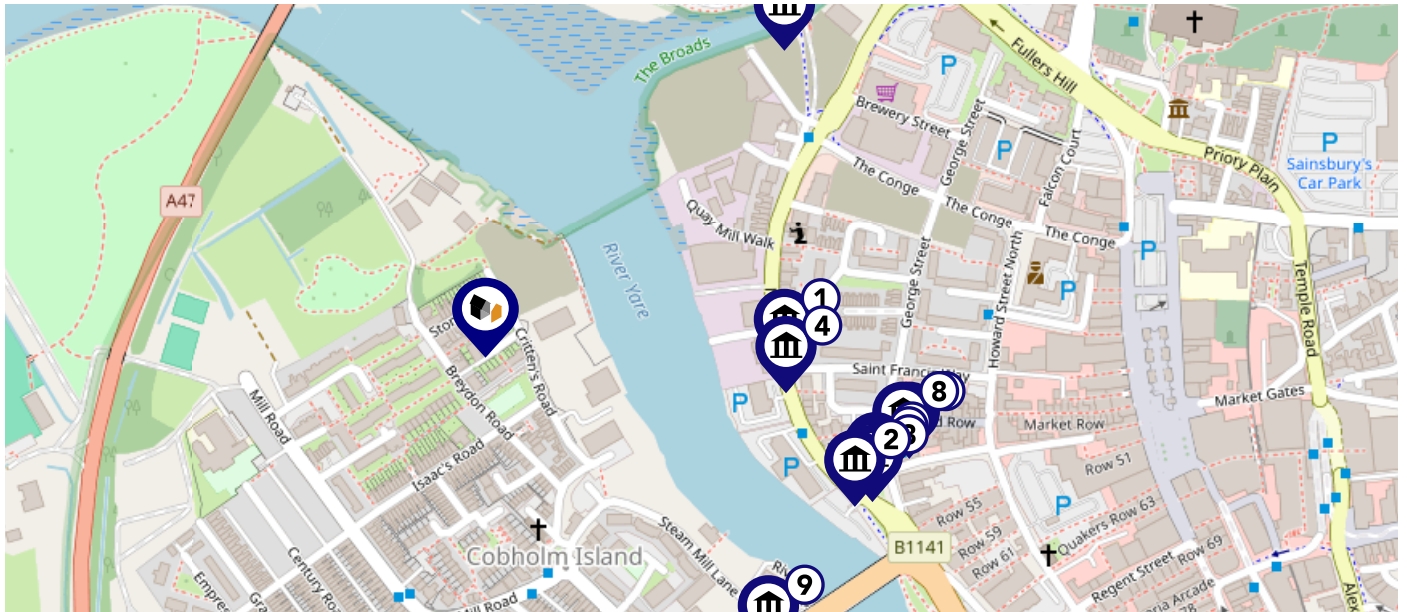 The Broads
Fullers Hill
P
Brewery Street
George Street
P
Falcon Court
Priory Plain
P
Sainsbury's
Car Park
A47
The Conge
The Conge
The Conge
Quay Mill Walk
River Yare
i
P
P
George Street
Howard Street North
Temple Road
1
4
Critten's Road
Saint Francis Way
8
Market Gates
P
Breydon Road
Mill Road
2
3
Market Row
Row 51
Isaac's Road
P
P
Row 55
Quakers Row 63
Row 59
Row 61
Row 69
Regent Street
Steam Mill Lane
Cobholm Island
B1141
Century
9